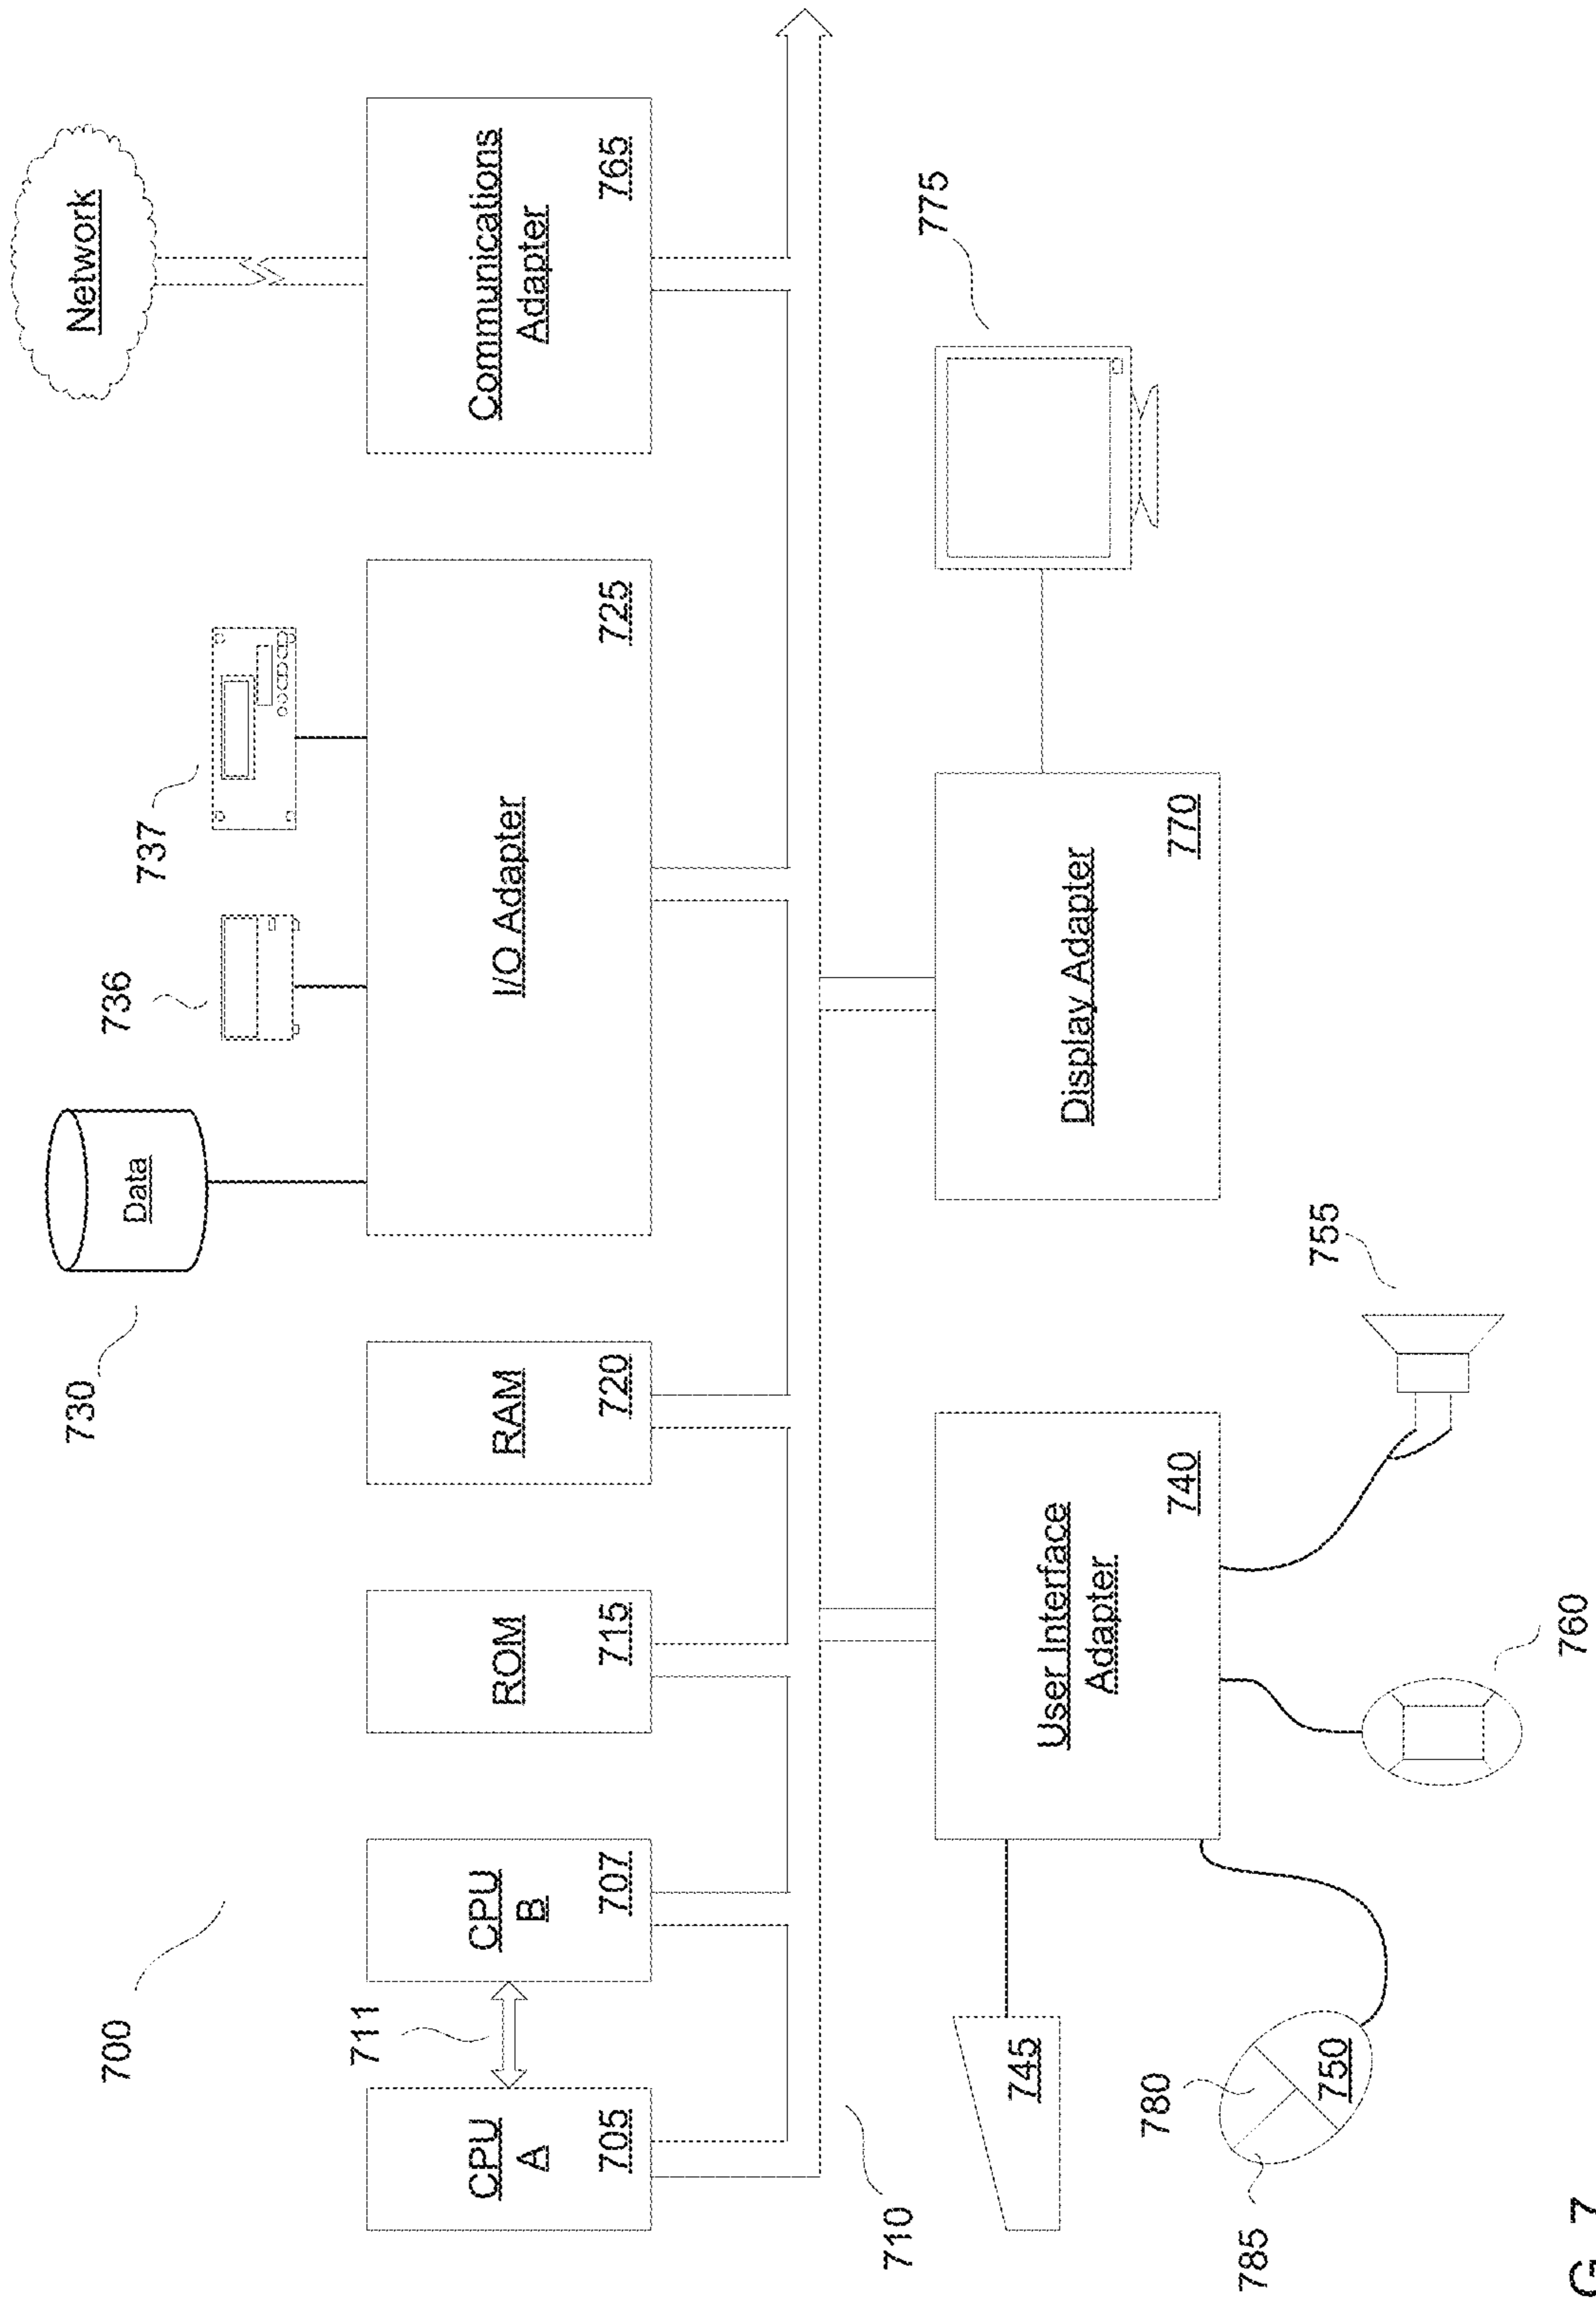 700
CPU
A
705
711
CPU
B
707
ROM
715
RAM
720
730
Data
736
737
I/O Adapter
725
Network
Communications
Adapter
765
710
745
780
785
750
User Interface
Adapter
740
760
755
Display Adapter
770
775
G. 7